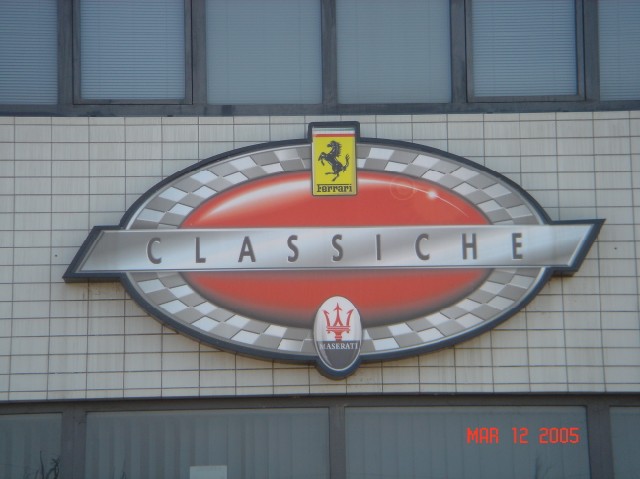 Ferrari
CLASSICHE
MASERATI
MAR 12 2005